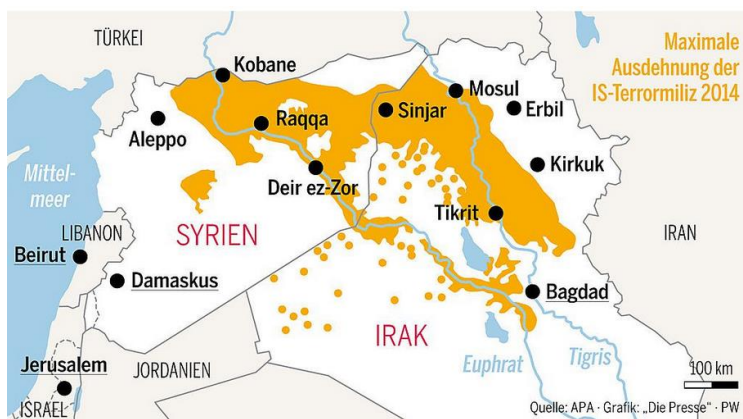 TÜRKEI
Maximale
Ausdehnung der
IS-Terrormiliz 2014
Kobane
Mosul
Erbil
Sinjar
Raqqa
Aleppo
Kirkuk
Mittel-
meer
Deir ez-Zor
Tikrit
SYRIEN
IRAN
LIBANON
Beirut
Damaskus
Bagdad
IRAK
Euphrat
Tigris
Jerusalem
JORDANIEN
100 km
ISRAEL
Quelle: APA · Grafik: „Die Presse“ · PW